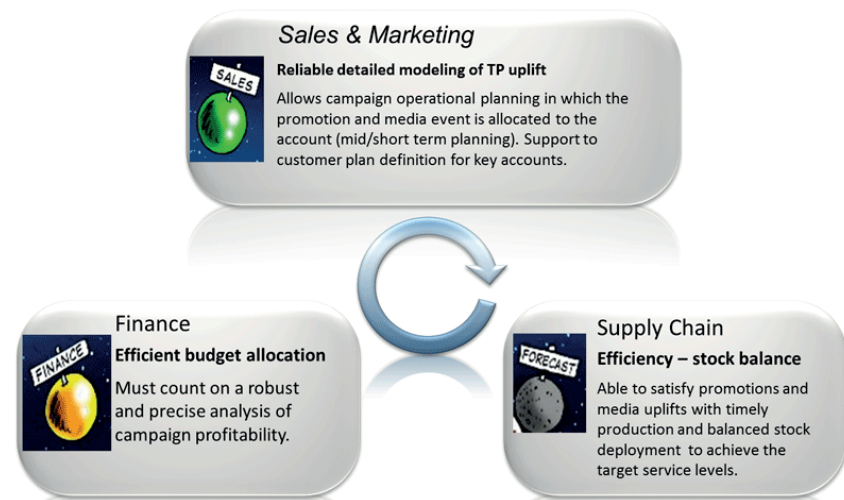 Sales & Marketing
SALES
Reliable detailed modeling of TP uplift
Allows campaign operational planning in which the
promotion and media event is allocated to the
account (mid/short term planning). Support to
customer plan definition for key accounts.
Finance
FINANCE
Efficient budget allocation
Must count on a robust
and precise analysis of
campaign profitability.
Supply Chain
FORECAST
Efficiency – stock balance
Able to satisfy promotions and
media uplifts with timely
production and balanced stock
deployment to achieve the
target service levels.